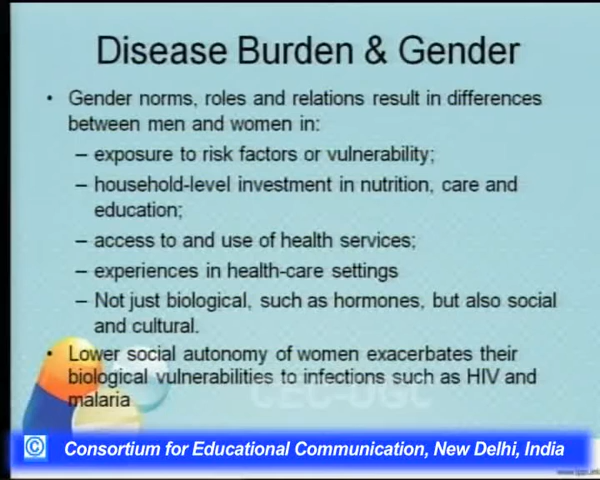 Disease Burden & Gender
• Gender norms, roles and relations result in differences
between men and women in:
– exposure to risk factors or vulnerability;
– household-level investment in nutrition, care and
education;
– access to and use of health services;
– experiences in health-care settings
– Not just biological, such as hormones, but also social
and cultural.
• Lower social autonomy of women exacerbates their
biological vulnerabilities to infections such as HIV and
malaria
CEC-UGC
© Consortium for Educational Communication, New Delhi, India